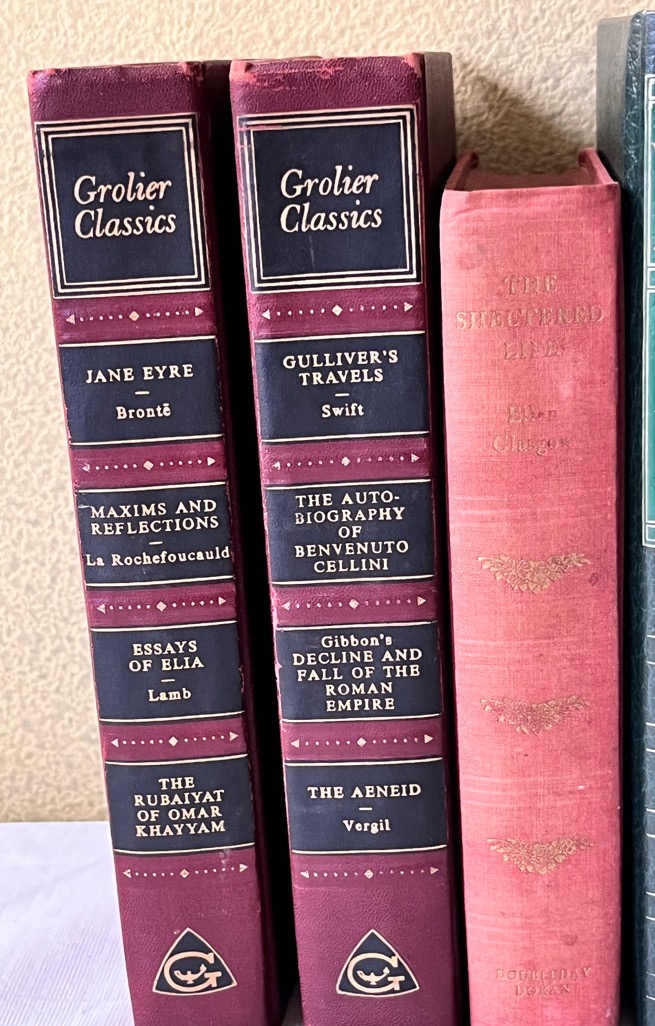 Grolier
Classics
JANE EYRE
Brontë
MAXIMS AND
REFLECTIONS
La Rochefoucauld
ESSAYS
OF ELIA
Lamb
THE
RUBAIYAT
OF OMAR
KHAYYAM
G
Grolier
Classics
GULLIVER'S
TRAVELS
Swift
THE AUTO-
BIOGRAPHY
OF
BENVENUTO
CELLINI
Gibbon's
DECLINE AND
FALL OF THE
ROMAN
EMPIRE
THE AENEID
Vergil
G
THE
SHELTERED
LIFE
Ellen
Glasgow
DOUBLEDAY
DORAN